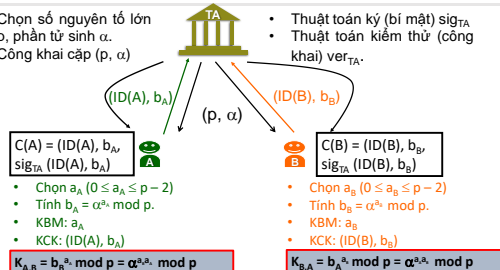 Chọn số nguyên tố lớn
p, phần tử sinh α.
Công khai cặp (p, α)
TA
• Thuật toán ký (bí mật) sigTA
• Thuật toán kiểm thử (công
khai) verTA.
(ID(A), bA)
(p, α)
(ID(B), bB)
C(A) = (ID(A), bA,
sigTA (ID(A), bA)
A
• Chọn aA (0 ≤ aA ≤ p – 2)
• Tính bA = α^aA mod p.
• KBM: aA
• KCK: (ID(A), bA)
KA,B = bB^aA mod p = α^aAaB mod p
B
C(B) = (ID(B), bB,
sigTA (ID(B), bB)
• Chọn aB (0 ≤ aB ≤ p – 2)
• Tính bB = α^aB mod p.
• KBM: aB
• KCK: (ID(B), bB)
KB,A = bA^aB mod p = α^aAaB mod p